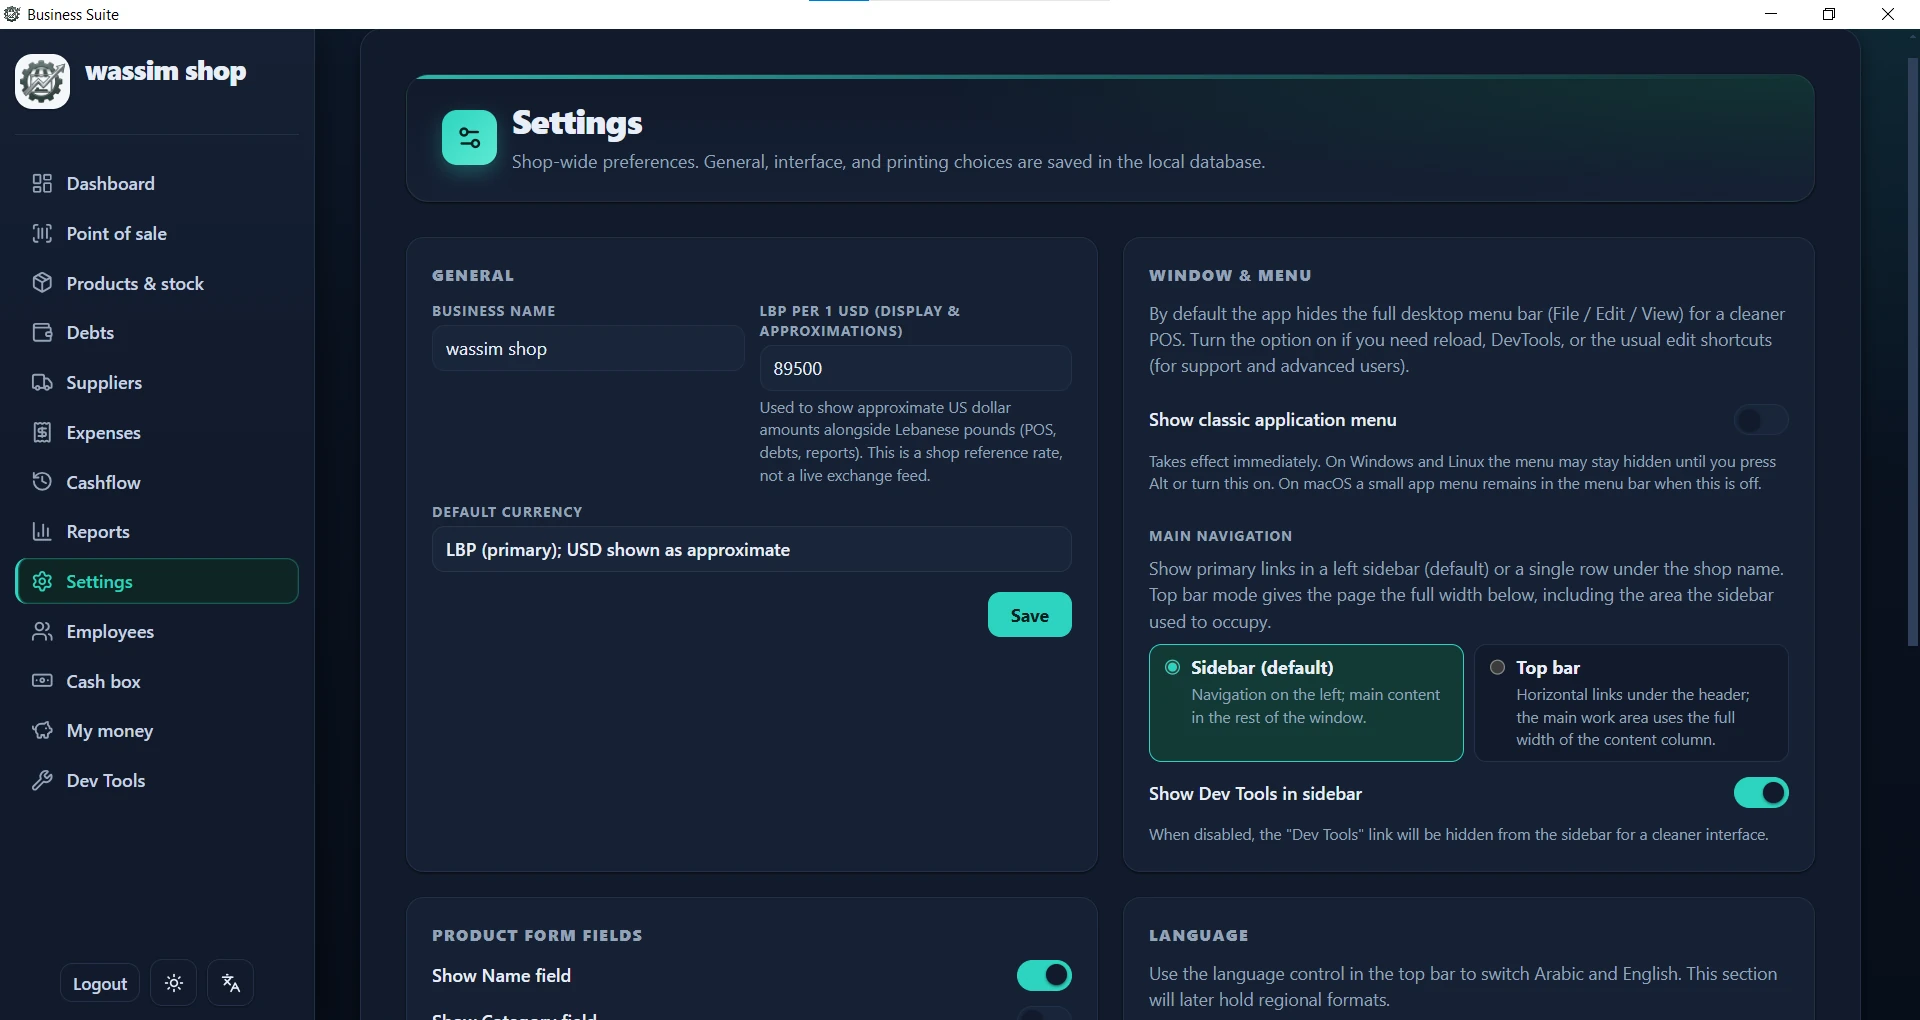 Business Suite
wassim shop
Dashboard
Point of sale
Products & stock
Debts
Suppliers
Expenses
Cashflow
Reports
Settings
Employees
Cash box
My money
Dev Tools
Logout
Settings
Shop-wide preferences. General, interface, and printing choices are saved in the local database.
GENERAL
BUSINESS NAME
wassim shop
LBP PER 1 USD (DISPLAY &
APPROXIMATIONS)
89500
Used to show approximate US dollar
amounts alongside Lebanese pounds (POS,
debts, reports). This is a shop reference rate,
not a live exchange feed.
DEFAULT CURRENCY
LBP (primary); USD shown as approximate
Save
WINDOW & MENU
By default the app hides the full desktop menu bar (File / Edit / View) for a cleaner
POS. Turn the option on if you need reload, DevTools, or the usual edit shortcuts
(for support and advanced users).
Show classic application menu
Takes effect immediately. On Windows and Linux the menu may stay hidden until you press
Alt or turn this on. On macOS a small app menu remains in the menu bar when this is off.
MAIN NAVIGATION
Show primary links in a left sidebar (default) or a single row under the shop name.
Top bar mode gives the page the full width below, including the area the sidebar
used to occupy.
Sidebar (default)
Navigation on the left; main content
in the rest of the window.
Top bar
Horizontal links under the header;
the main work area uses the full
width of the content column.
Show Dev Tools in sidebar
When disabled, the "Dev Tools" link will be hidden from the sidebar for a cleaner interface.
PRODUCT FORM FIELDS
Show Name field
Show Category field
LANGUAGE
Use the language control in the top bar to switch Arabic and English. This section
will later hold regional formats.